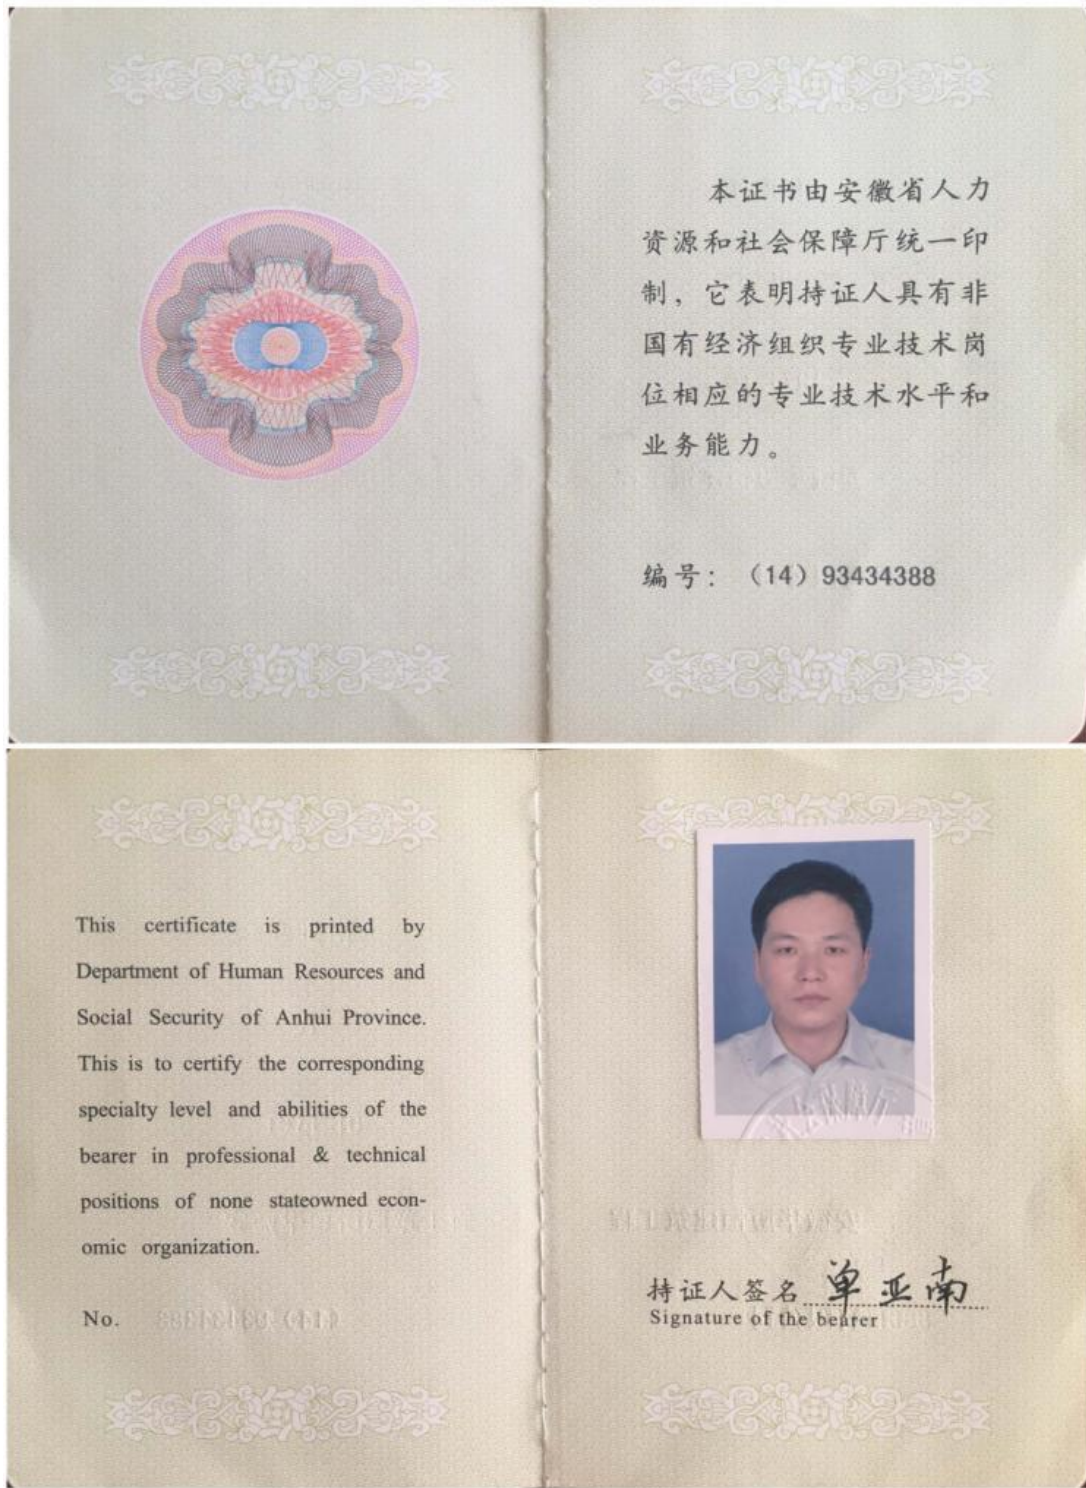 本证书由安徽省人力
资源和社会保障厅统一印
制，它表明持证人具有非
国有经济组织专业技术岗
位相应的专业技术水平和
业务能力。
编号：（14）93434388
This certificate is printed by
Department of Human Resources and
Social Security of Anhui Province.
This is to certify the corresponding
specialty level and abilities of the
bearer in professional & technical
positions of none stateowned econ-
omic organization.
No.
持证人签名 单亚南
Signature of the bearer